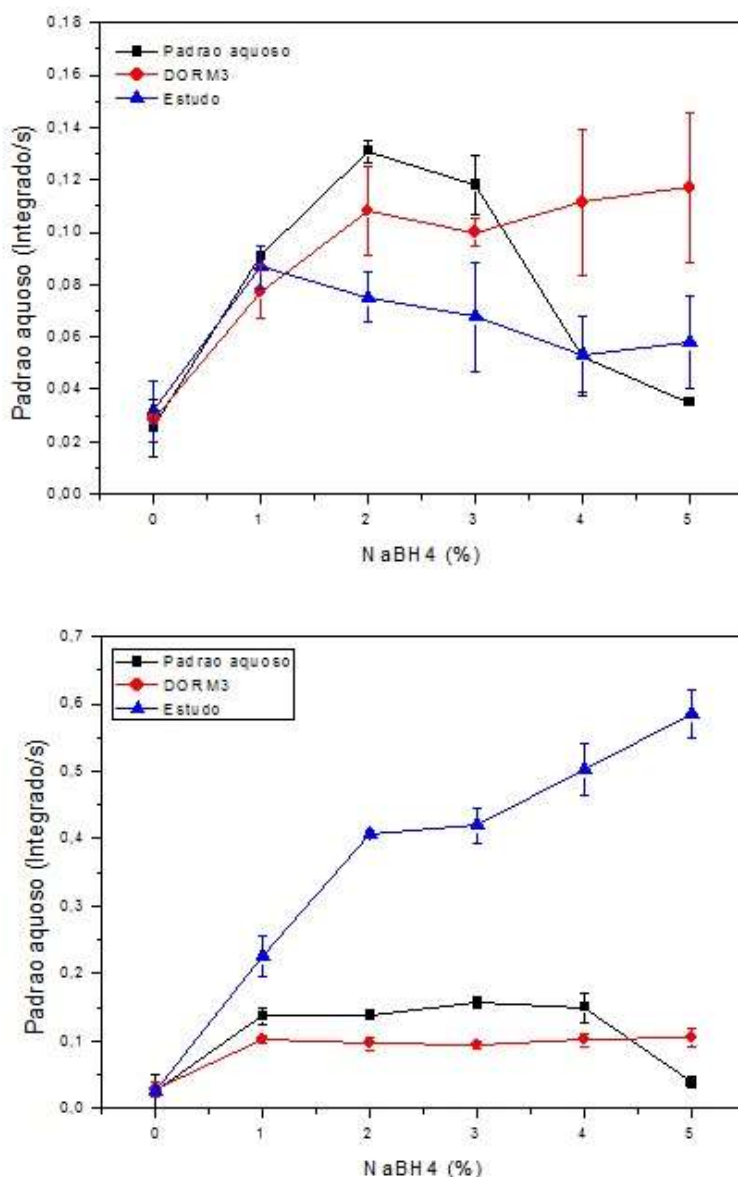 0,18
0,16
0,14
0,12
0,10
0,08
0,06
0,04
0,02
0,00
Padrao aquoso (Integrado/s)
Padrao aquoso
DORM3
Estudo
0 1 2 3 4 5
NaBH4 (%)
0,7
0,6
0,5
0,4
0,3
0,2
0,1
0,0
Padrao aquoso (Integrado/s)
Padrao aquoso
DORM3
Estudo
0 1 2 3 4 5
NaBH4 (%)